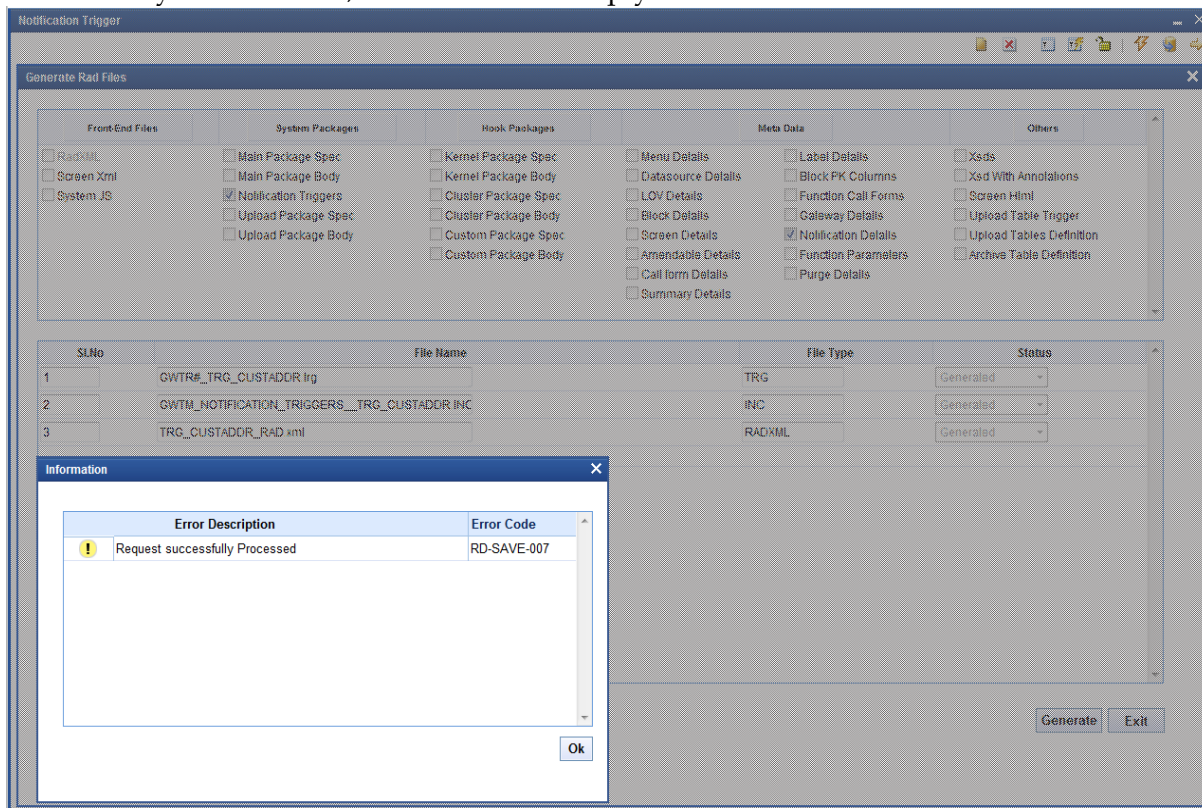 Notification Trigger
Generate Rad Files
Front-End Files System Packages Hook Packages Meta Data Others
RadXML Main Package Spec Kernel Package Spec Menu Details Label Details Xsds
Screen Xml Main Package Body Kernel Package Body Datasource Details Block PK Columns Xsd With Annotations
System JS Notification Triggers Cluster Package Spec LOV Details Function Call Forms Screen Html
Upload Package Spec Cluster Package Body Block Details Gateway Details Upload Table Trigger
Upload Package Body Custom Package Spec Screen Details Notification Details Upload Tables Definition
Custom Package Body Amendable Details Function Parameters Archive Table Definition
Call form Details Purge Details
Summary Details
Sl.No File Name File Type Status
1 GWTR#_TRG_CUSTADDR.trg TRG Generated
2 GWTM_NOTIFICATION_TRIGGERS__TRG_CUSTADDR.INC INC Generated
3 TRG_CUSTADDR_RAD.xml RADXML Generated
Information
Error Description Error Code
Request successfully Processed RD-SAVE-007
Ok
Generate Exit